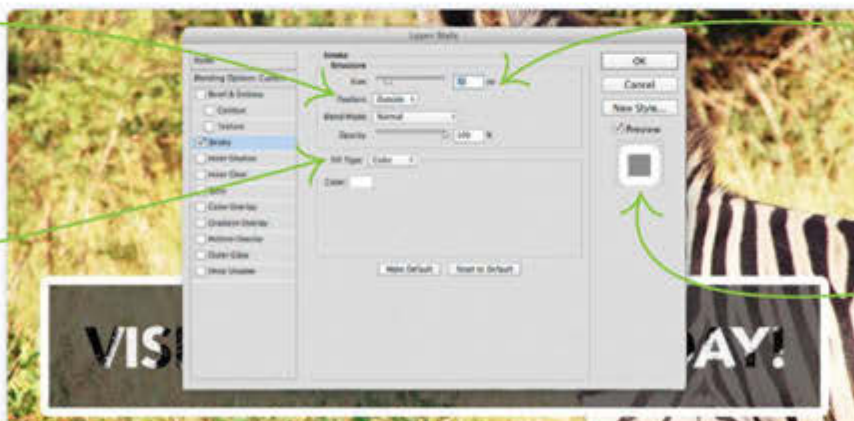 Layer Style
Styles
Blending Options: Custom
Bevel & Emboss
Contour
Texture
Stroke
Inner Shadow
Inner Glow
Satin
Color Overlay
Gradient Overlay
Pattern Overlay
Outer Glow
Drop Shadow
Stroke
Structure
Size: px
Position: Outside
Blend Mode: Normal
Opacity: 100 %
Fill Type: Color
Color:
Make Default Reset to Default
OK
Cancel
New Style...
Preview
VIS
DAY!